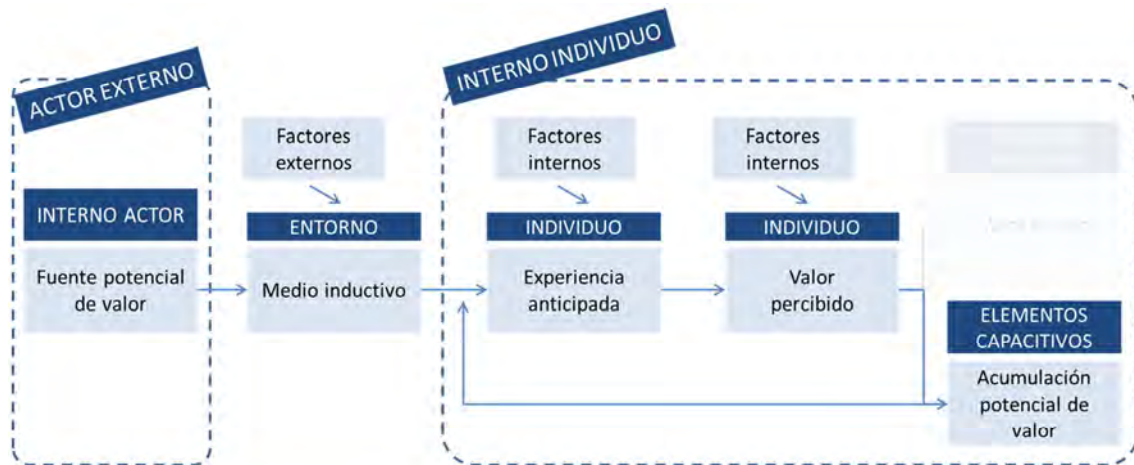 ACTOR EXTERNO
INTERNO INDIVIDUO
Factores
externos
Factores
internos
Factores
internos
INTERNO ACTOR
ENTORNO
INDIVIDUO
INDIVIDUO
Fuente potencial
de valor
Medio inductivo
Experiencia
anticipada
Valor
percibido
ELEMENTOS
CAPACITIVOS
Acumulación
potencial de
valor